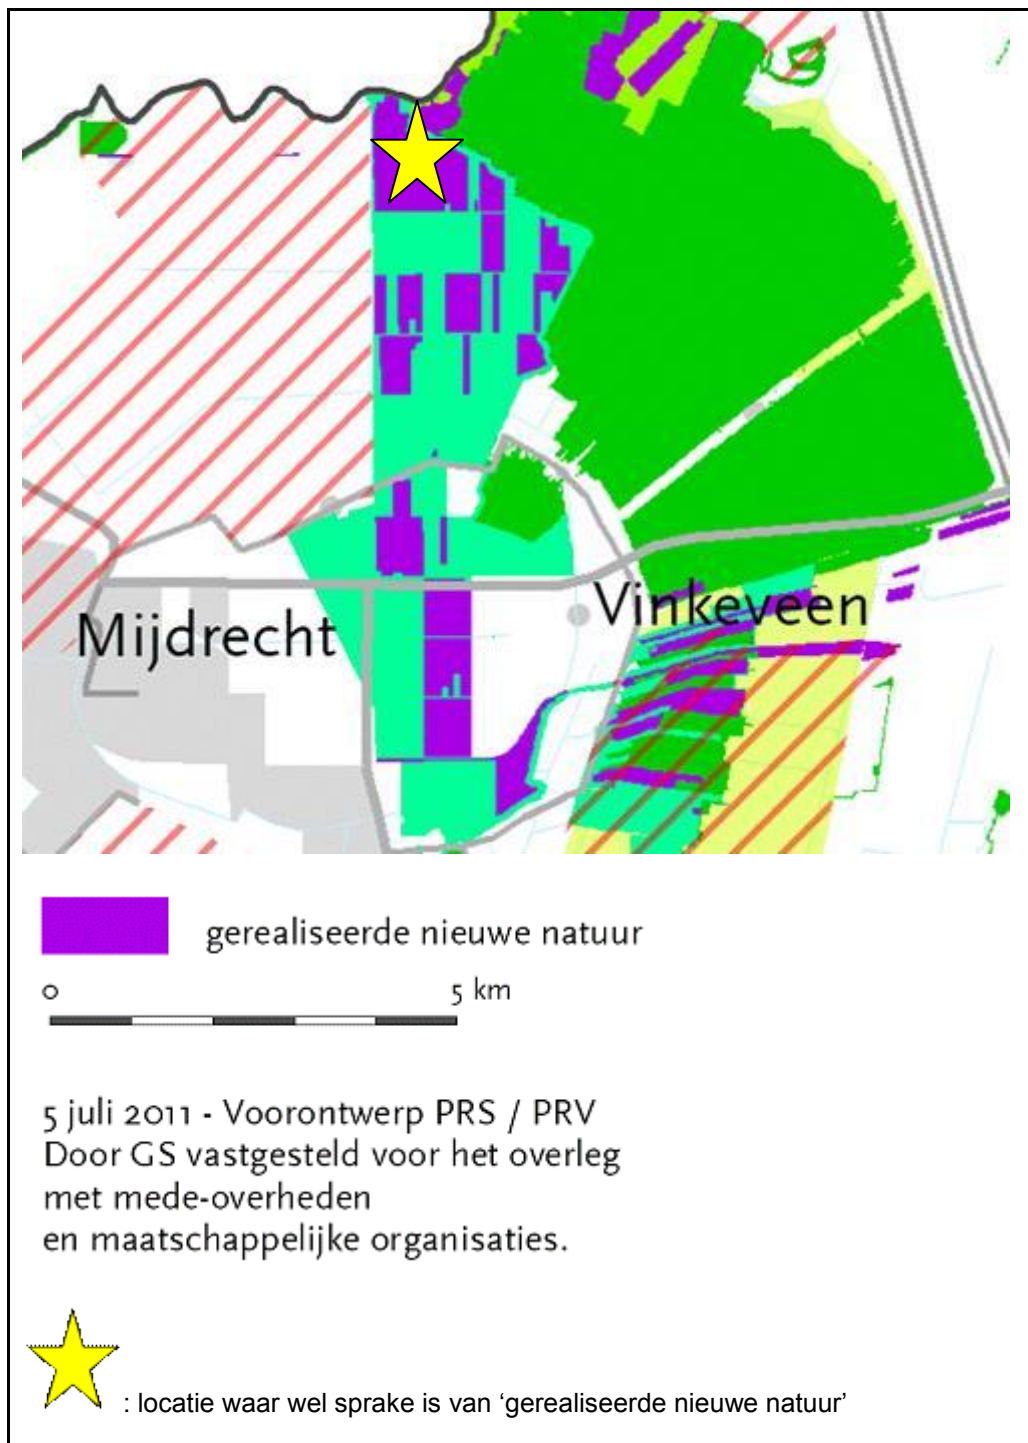 Mijdrecht
Vinkeveen
gerealiseerde nieuwe natuur
0 5 km
5 juli 2011 - Voorontwerp PRS / PRV
Door GS vastgesteld voor het overleg
met mede-overheden
en maatschappelijke organisaties.
: locatie waar wel sprake is van ‘gerealiseerde nieuwe natuur’